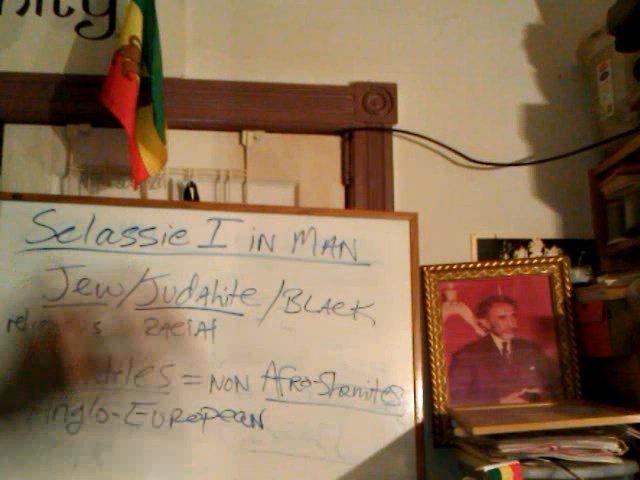 Selassie I in MAN
Jew/Judahite/BLACK
religious RACIAL
= NON AFRO-Shemites
Anglo-EUROPEAN